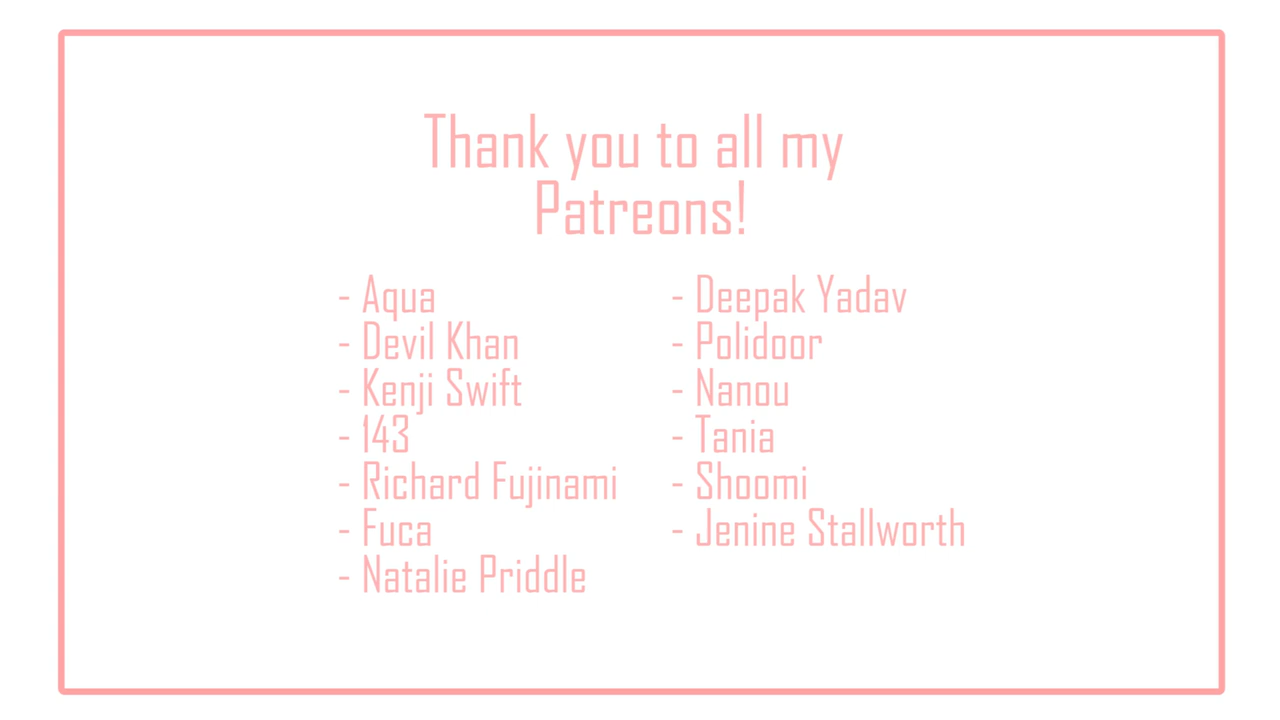 Thank you to all my
Patreons!
- Aqua
- Devil Khan
- Kenji Swift
- 143
- Richard Fujinami
- Fuca
- Natalie Priddle
- Deepak Yadav
- Polidoor
- Nanou
- Tania
- Shoomi
- Jenine Stallworth